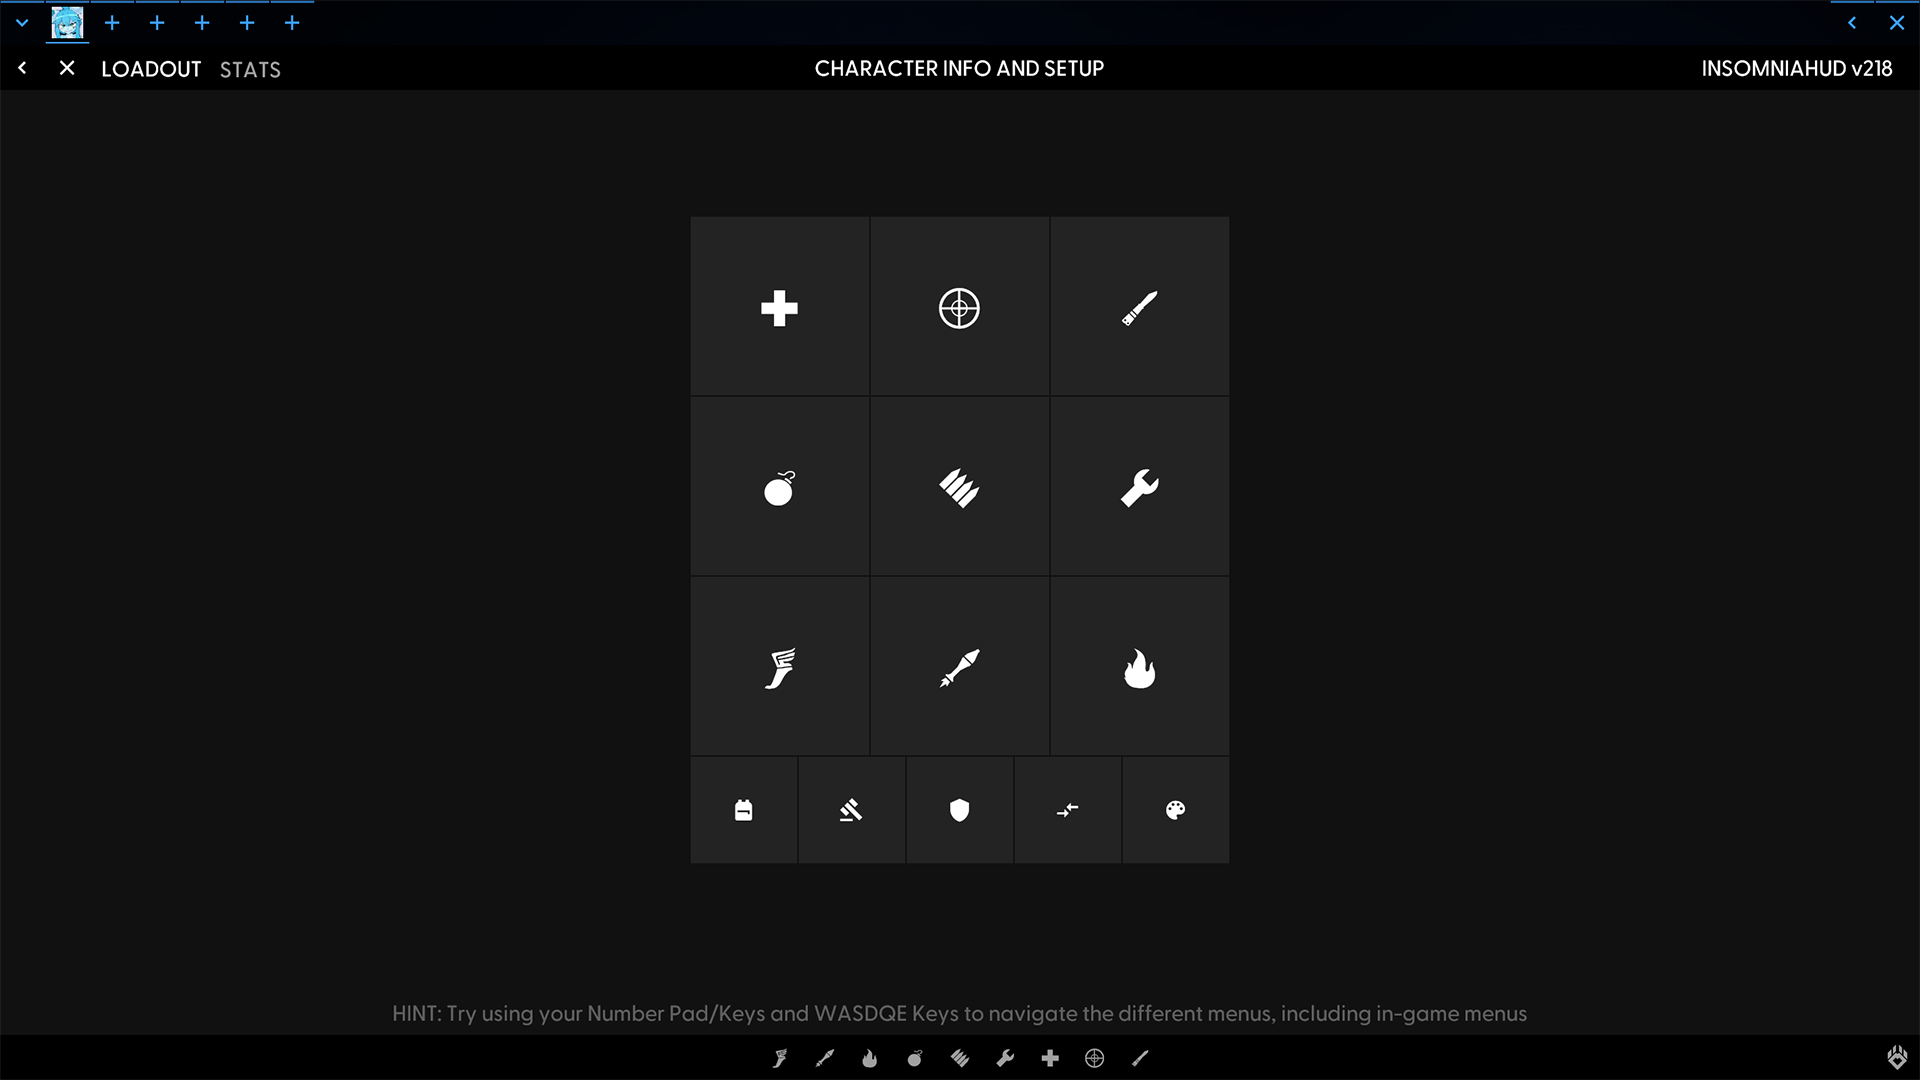 LOADOUT STATS CHARACTER INFO AND SETUP INSOMNIAHUD v218
HINT: Try using your Number Pad/Keys and WASDQE Keys to navigate the different menus, including in-game menus